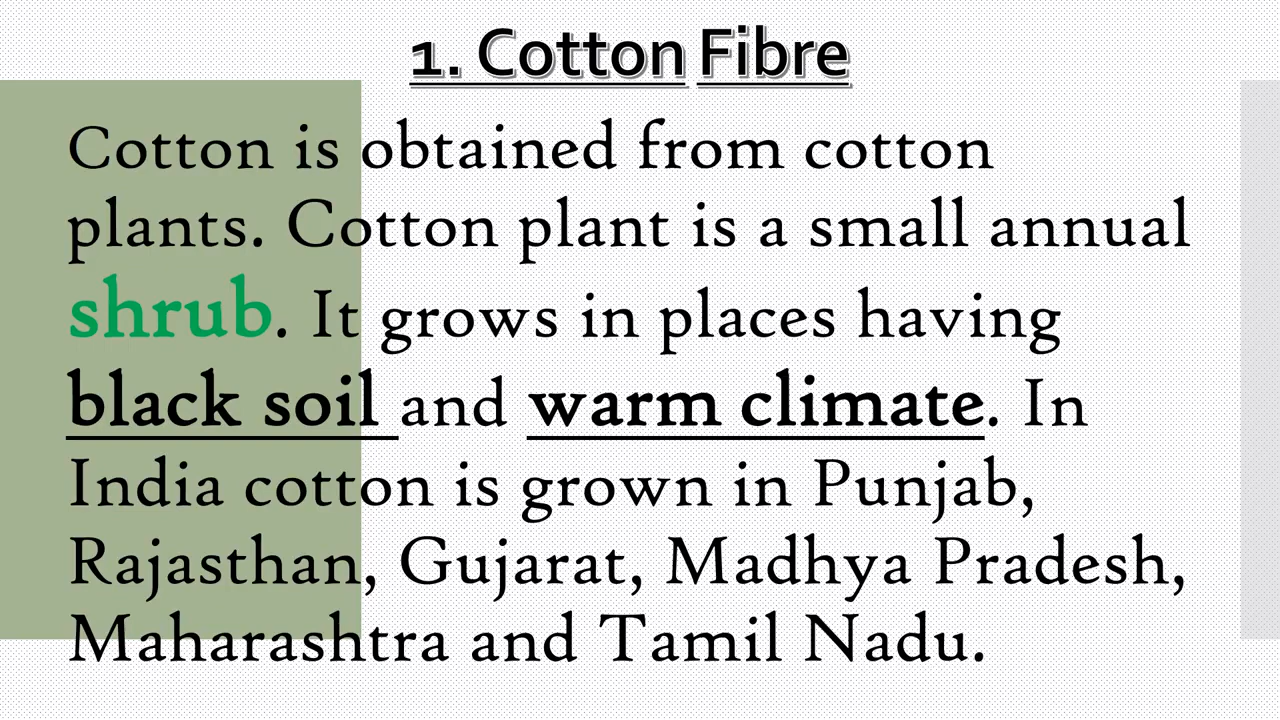 1. Cotton Fibre
Cotton is obtained from cotton
plants. Cotton plant is a small annual
shrub. It grows in places having
black soil and warm climate. In
India cotton is grown in Punjab,
Rajasthan, Gujarat, Madhya Pradesh,
Maharashtra and Tamil Nadu.